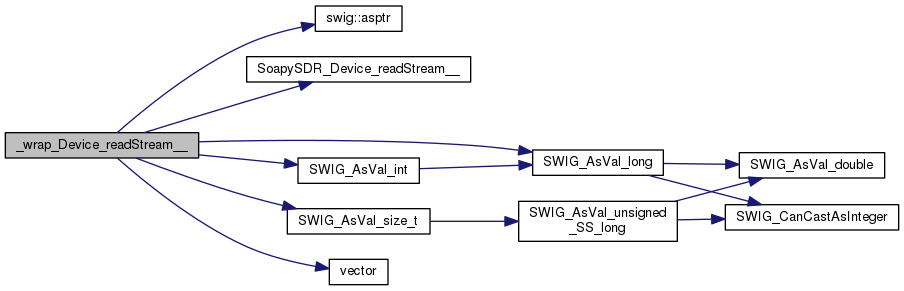 swig::asptr
SoapySDR_Device_readStream__
_wrap_Device_readStream__
SWIG_AsVal_int
SWIG_AsVal_long
SWIG_AsVal_double
SWIG_AsVal_size_t
SWIG_AsVal_unsigned
_SS_long
SWIG_CanCastAsInteger
vector